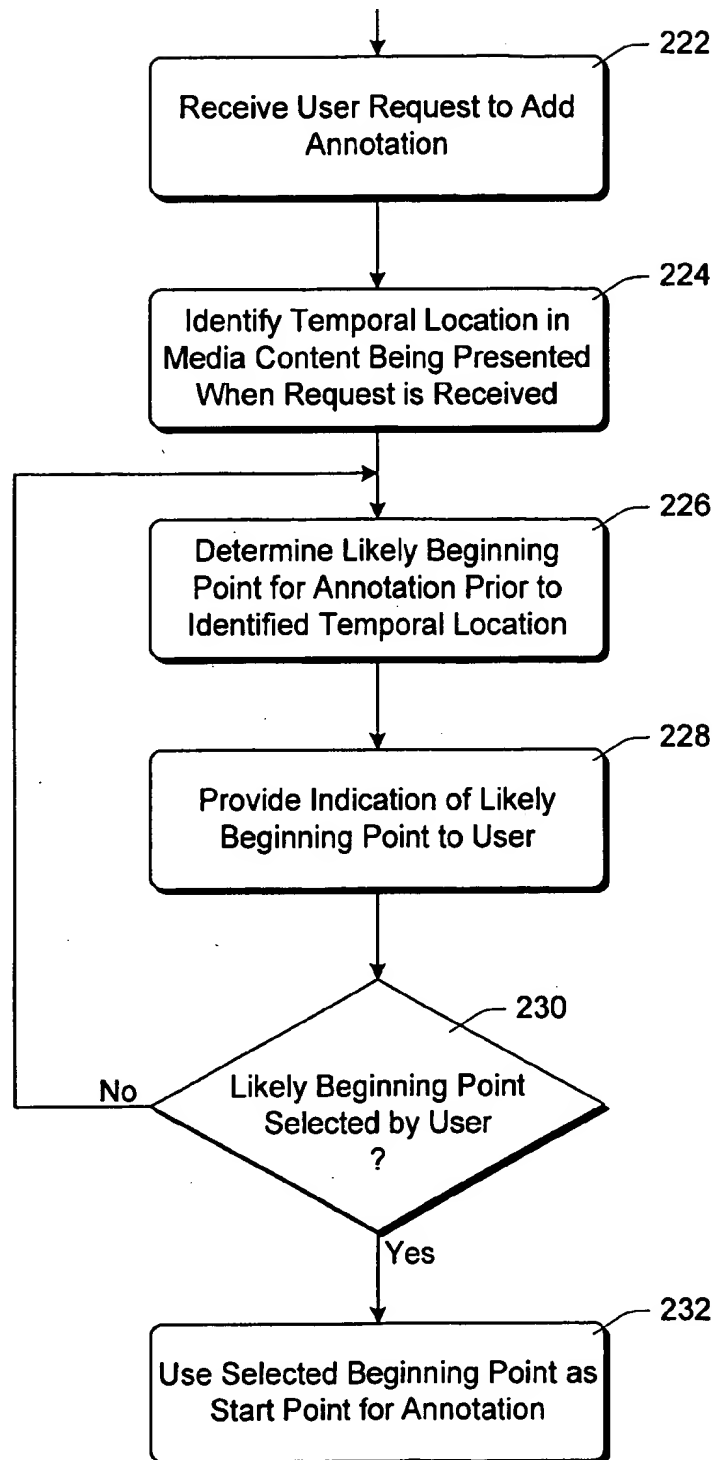 222
Receive User Request to Add
Annotation
224
Identify Temporal Location in
Media Content Being Presented
When Request is Received
226
Determine Likely Beginning
Point for Annotation Prior to
Identified Temporal Location
228
Provide Indication of Likely
Beginning Point to User
230
Likely Beginning Point
Selected by User
?
No
Yes
232
Use Selected Beginning Point as
Start Point for Annotation